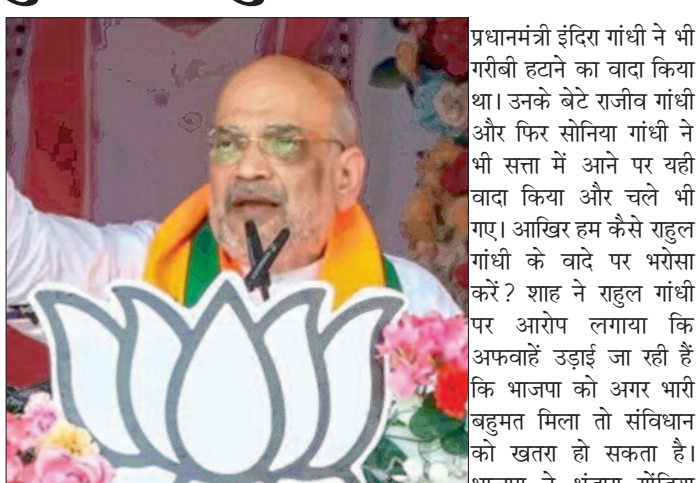 प्रधानमंत्री इंदिरा गांधी ने भी
गरीबी हटाने का वादा किया
था। उनके बेटे राजीव गांधी
और फिर सोनिया गांधी ने
भी सत्ता में आने पर यही
वादा किया और चले भी
गए। आखिर हम कैसे राहुल
गांधी के वादे पर भरोसा
करें? शाह ने राहुल गांधी
पर आरोप लगाया कि
अफवाहें उड़ाई जा रही हैं
कि भाजपा को अगर भारी
बहुमत मिला तो संविधान
को खतरा हो सकता है।